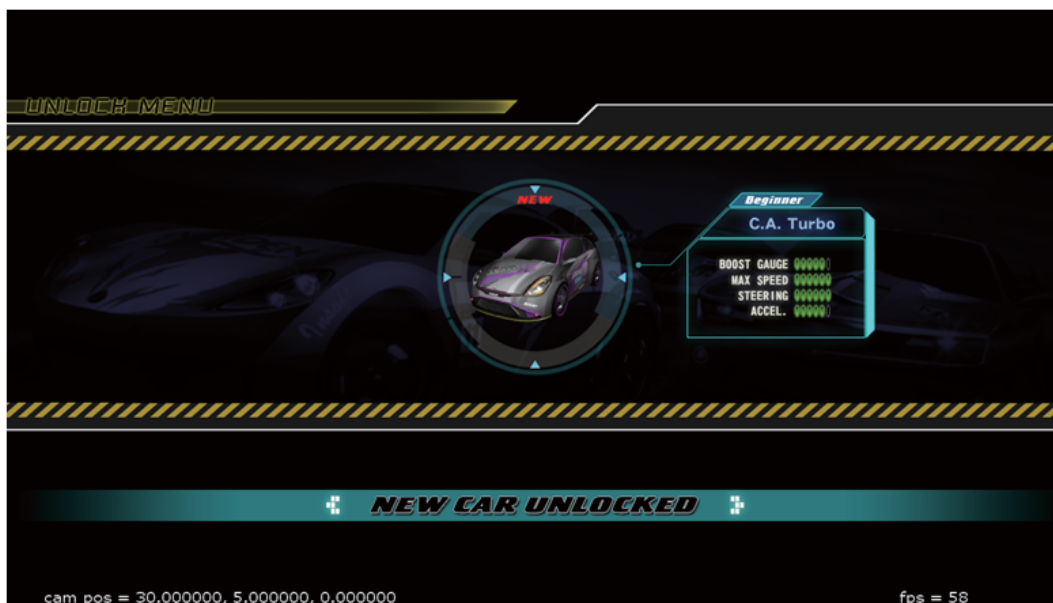 UNLOCK MENU
NEW
Beginner
C.A. Turbo
BOOST GAUGE
MAX SPEED
STEERING
ACCEL.
NEW CAR UNLOCKED
cam pos = 30.000000, 5.000000, 0.000000
fps = 58